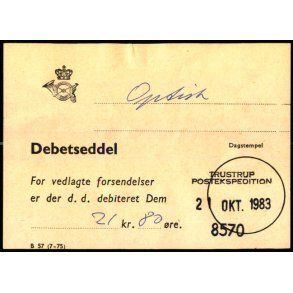 Optisk
Debetseddel
Dagstempel
For vedlagte forsendelser
er der d. d. debiteret Dem
21 kr. 80 øre.
TRUSTRUP
POSTEKSPEDITION
21 OKT. 1983
8570
B 57 (7-75)